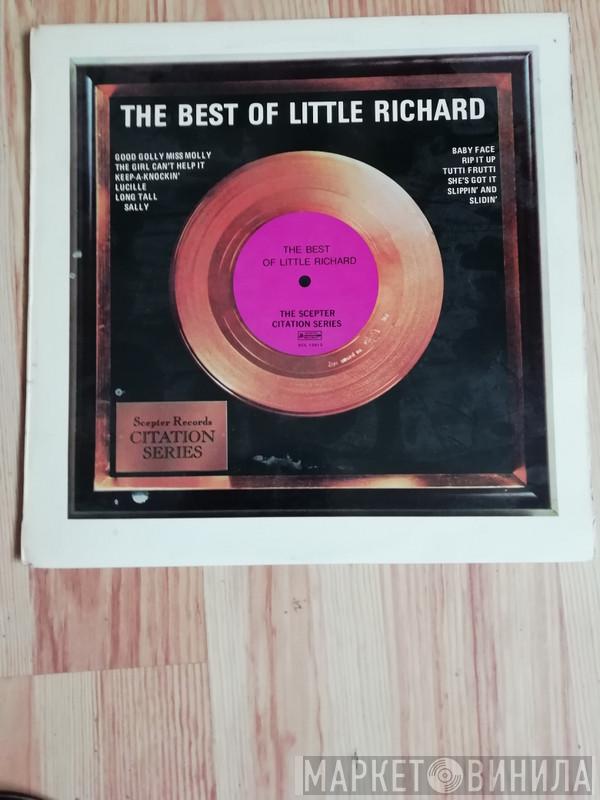 THE BEST OF LITTLE RICHARD
GOOD GOLLY MISS MOLLY
THE GIRL CAN'T HELP IT
KEEP-A-KNOCKIN'
LUCILLE
LONG TALL
SALLY
BABY FACE
RIP IT UP
TUTTI FRUTTI
SHE'S GOT IT
SLIPPIN' AND
SLIDIN'
THE BEST
OF LITTLE RICHARD
THE SCEPTER
CITATION SERIES
Scepter Records
CITATION
SERIES
МАРКЕТ ВИНИЛА